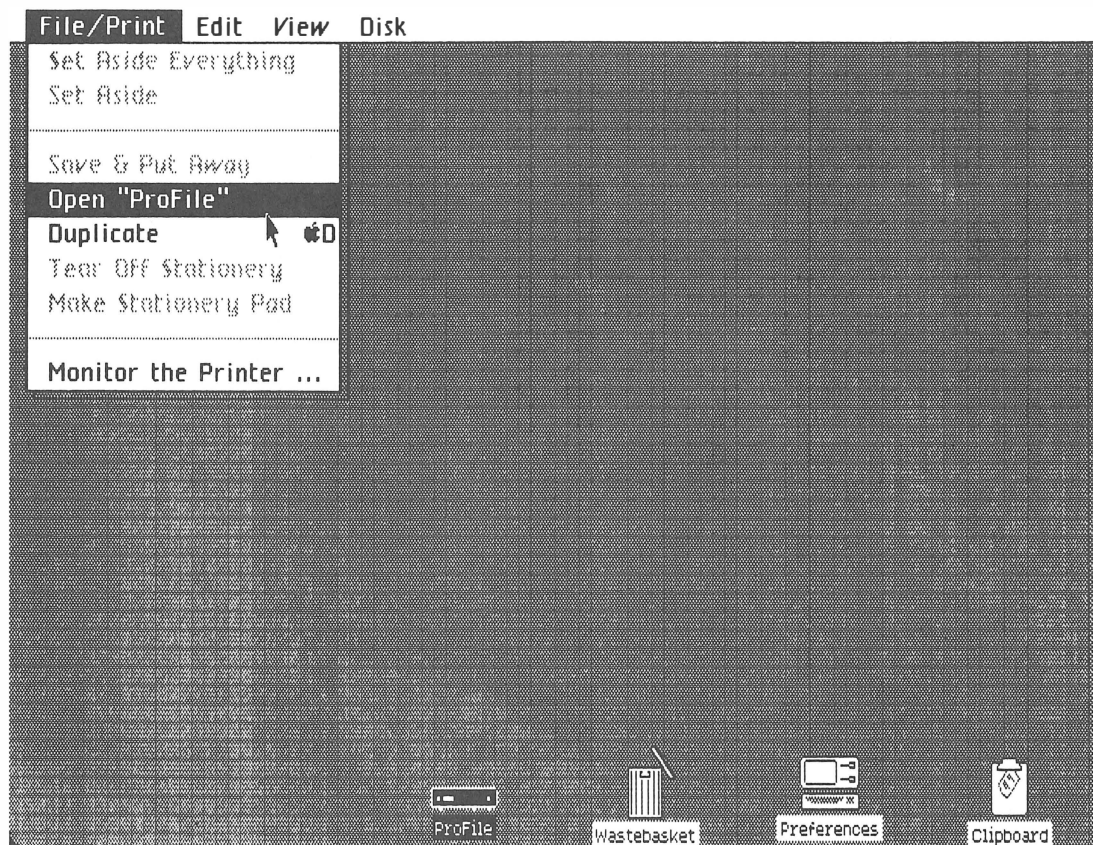 File/Print Edit View Disk
Set Aside Everything
Set Aside
Save & Put Away
Open "ProFile"
Duplicate D
Tear Off Stationery
Make Stationery Pad
Monitor the Printer ...
ProFile
Wastebasket
Preferences
Clipboard